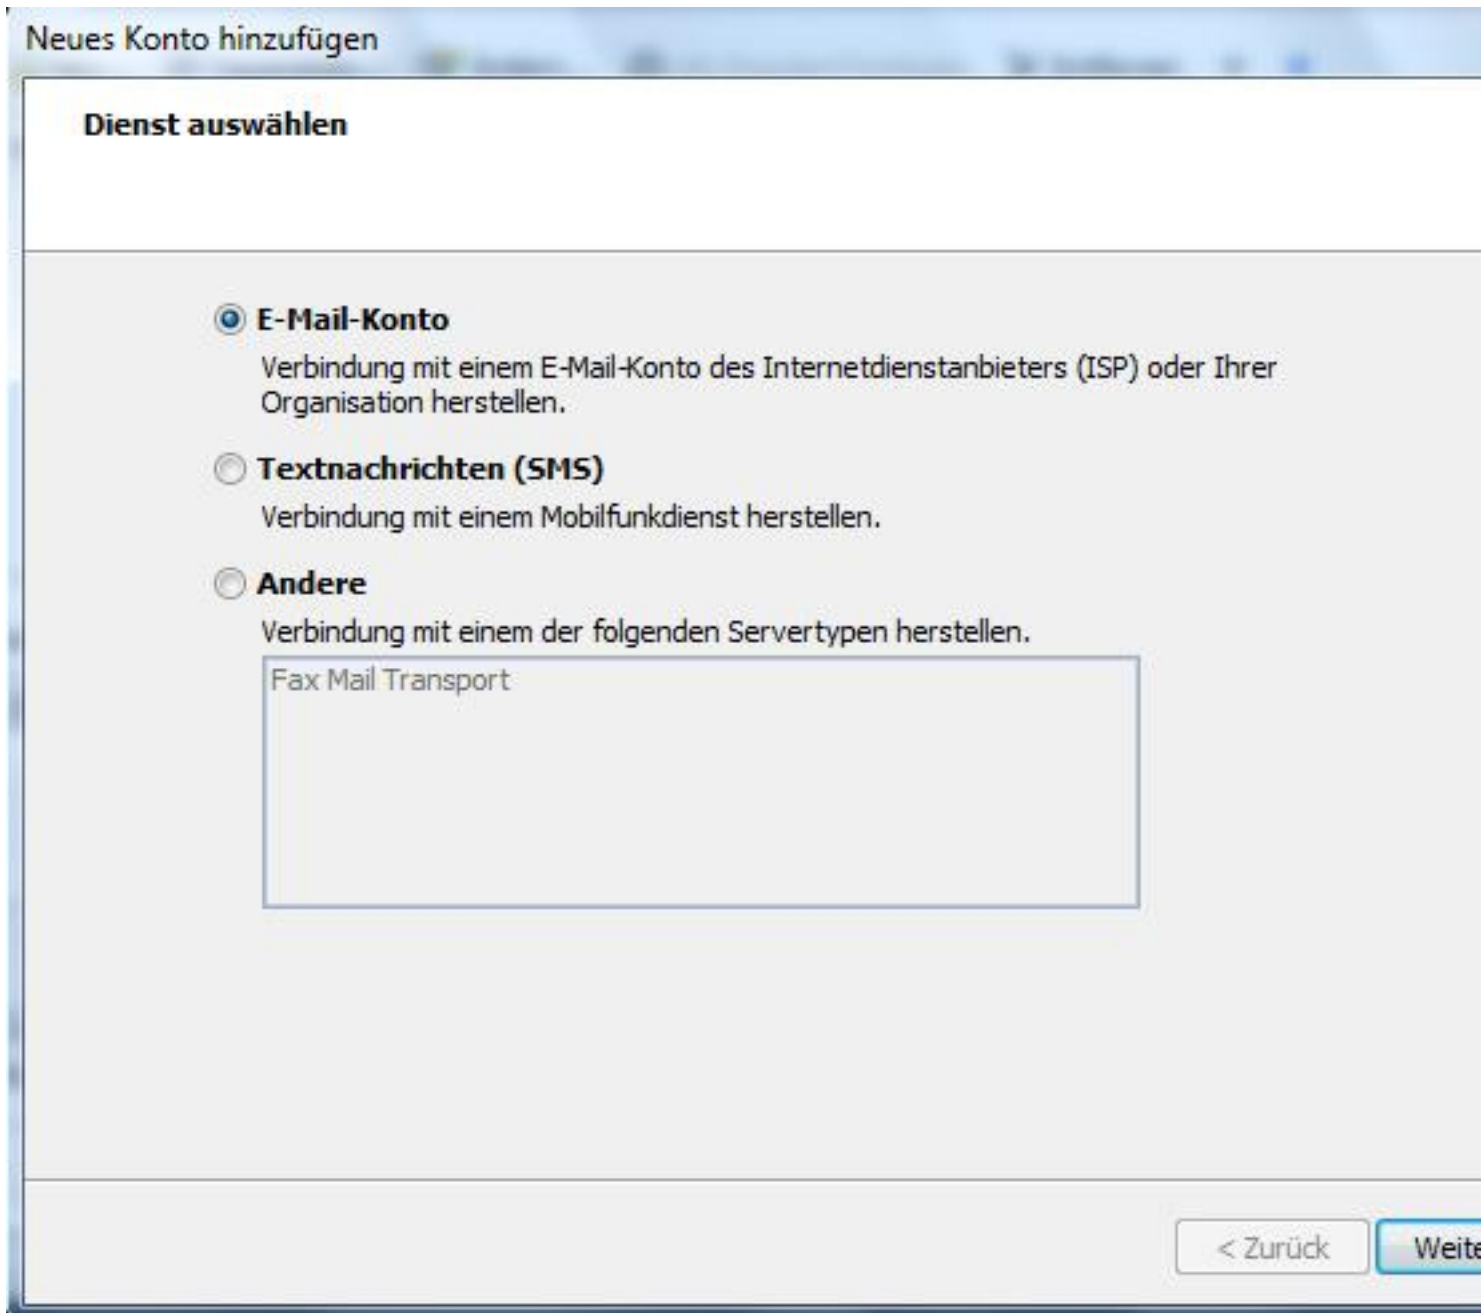 Neues Konto hinzufügen
Dienst auswählen
E-Mail-Konto
Verbindung mit einem E-Mail-Konto des Internetdienstanbieters (ISP) oder Ihrer
Organisation herstellen.
Textnachrichten (SMS)
Verbindung mit einem Mobilfunkdienst herstellen.
Andere
Verbindung mit einem der folgenden Servertypen herstellen.
Fax Mail Transport
< Zurück
Weite